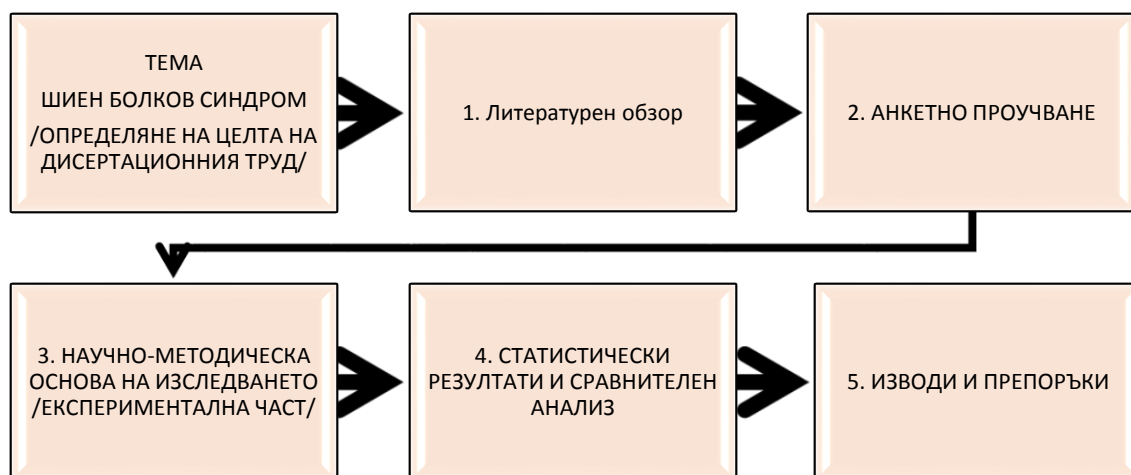 ТЕМА
ШИЕН БОЛКОВ СИНДРОМ
/ОПРЕДЕЛЯНЕ НА ЦЕЛТА НА
ДИСЕРТАЦИОННИЯ ТРУД/
1. Литературен обзор
2. АНКЕТНО ПРОУЧВАНЕ
3. НАУЧНО-МЕТОДИЧЕСКА
ОСНОВА НА ИЗСЛЕДВАНЕТО
/ЕКСПЕРИМЕНТАЛНА ЧАСТ/
4. СТАТИСТИЧЕСКИ
РЕЗУЛТАТИ И СРАВНИТЕЛЕН
АНАЛИЗ
5. ИЗВОДИ И ПРЕПОРЪКИ